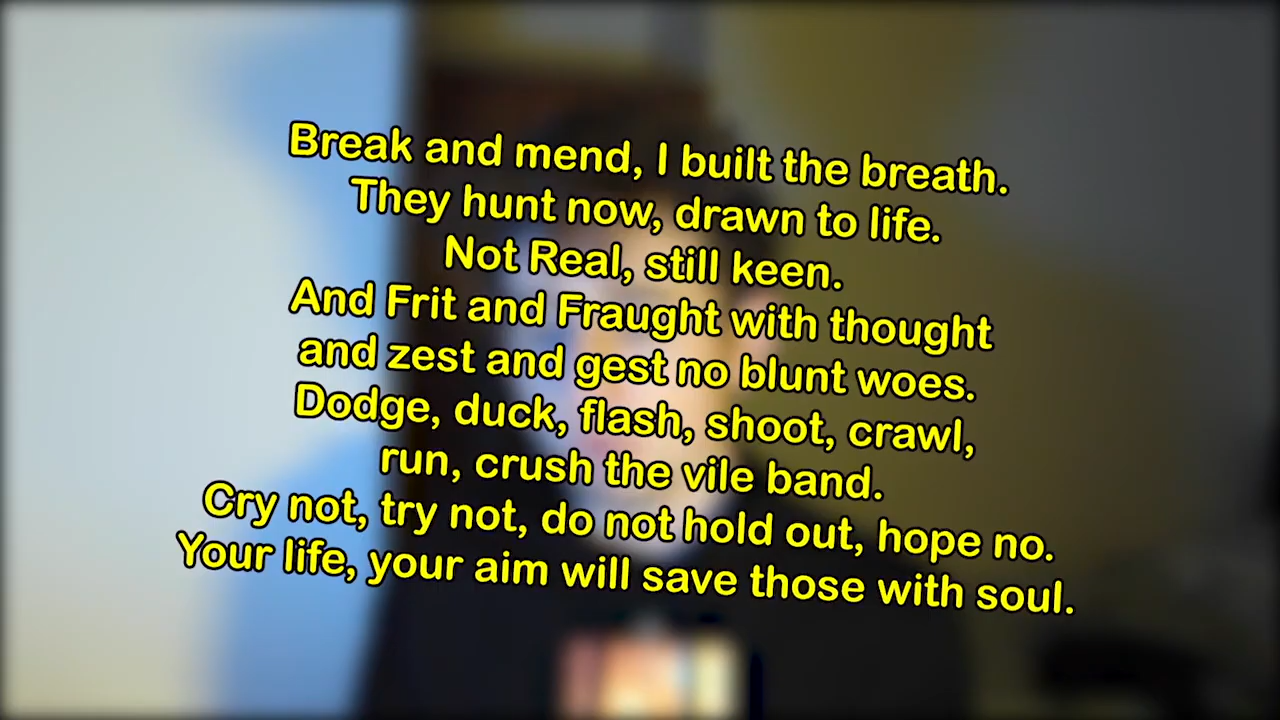 Break and mend, I built the breath.
They hunt now, drawn to life.
Not Real, still keen.
And Frit and Fraught with thought
and zest and gest no blunt woes.
Dodge, duck, flash, shoot, crawl,
run, crush the vile band.
Cry not, try not, do not hold out, hope no.
Your life, your aim will save those with soul.